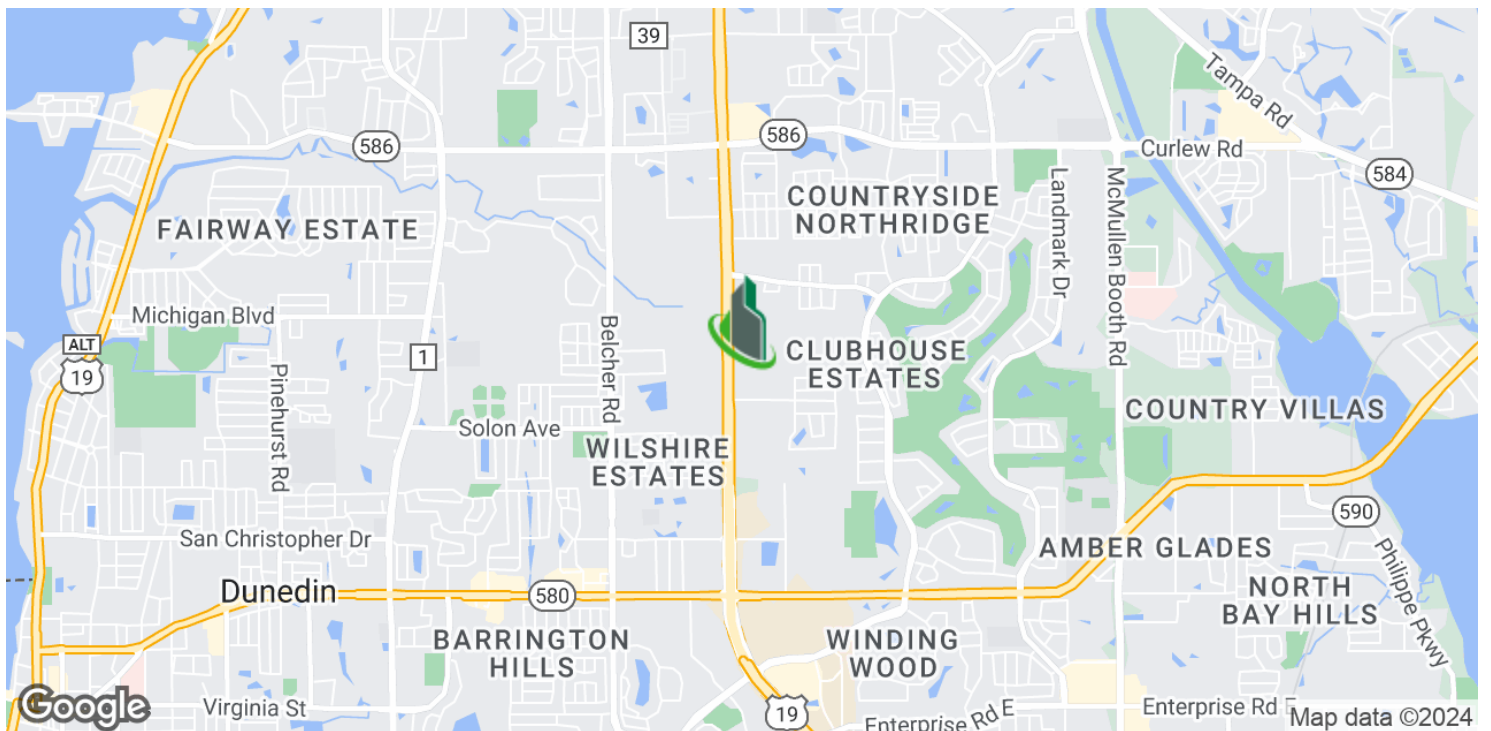 39
Tampa Rd
586
586
Curlew Rd
584
COUNTRYSIDE
NORTHRIDGE
Landmark Dr
McMullen Booth Rd
FAIRWAY ESTATE
Michigan Blvd
Belcher Rd
ALT
19
1
Pinehurst Rd
CLUBHOUSE
ESTATES
COUNTRY VILLAS
Solon Ave
WILSHIRE
ESTATES
590
San Christopher Dr
AMBER GLADES
Philippe Pkwy
Dunedin
580
NORTH
BAY HILLS
BARRINGTON
HILLS
WINDING
WOOD
Google
Virginia St
19
Enterprise Rd E
Enterprise Rd E
Map data ©2024